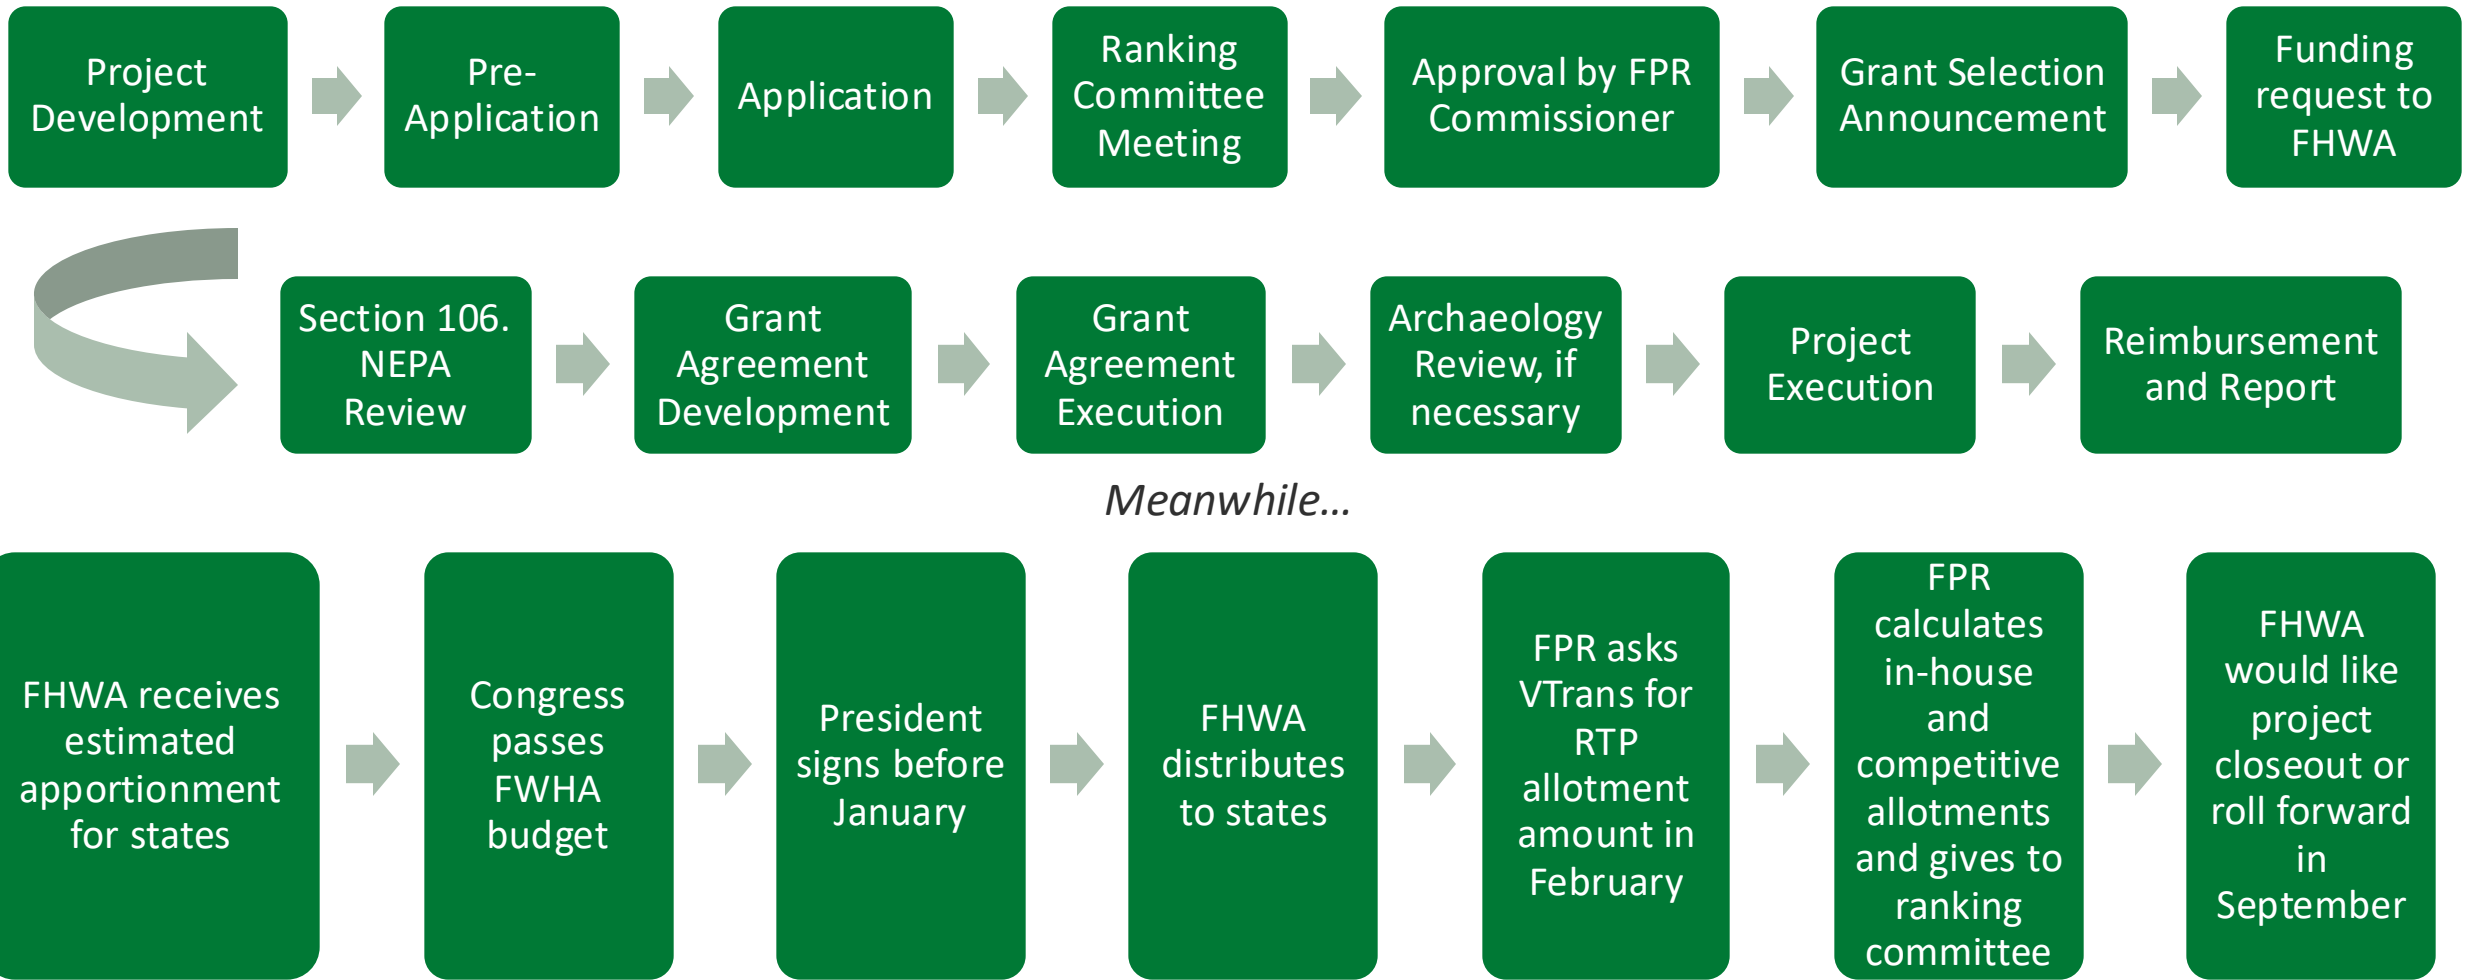 Project
Development
Pre-
Application
Application
Ranking
Committee
Meeting
Approval by FPR
Commissioner
Grant Selection
Announcement
Funding
request to
FHWA
Section 106.
NEPA
Review
Grant
Agreement
Development
Grant
Agreement
Execution
Archaeology
Review, if
necessary
Project
Execution
Reimbursement
and Report
Meanwhile...
FHWA receives
estimated
apportionment
for states
Congress
passes
FWHA
budget
President
signs before
January
FHWA
distributes
to states
FPR asks
VTrans for
RTP
allotment
amount in
February
FPR
calculates
in-house
and
competitive
allotments
and gives to
ranking
committee
FHWA
would like
project
closeout or
roll forward
in
September